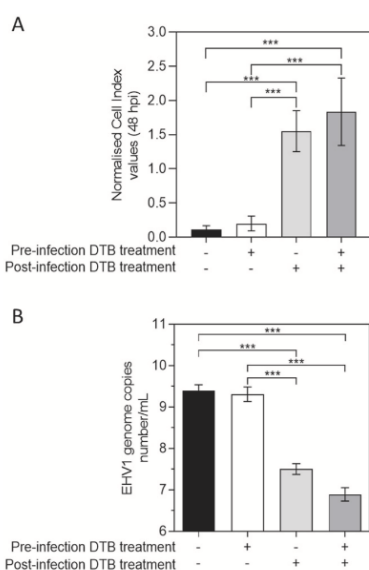 A
***
***
***
***
Normalised Cell Index
values (48 hpi)
3.0
2.5
2.0
1.5
1.0
0.5
0.0
Pre-infection DTB treatment - + - +
Post-infection DTB treatment - - + +
B
***
***
***
***
EHV1 genome copies
number/mL
11
10
9
8
7
6
Pre-infection DTB treatment - + - +
Post-infection DTB treatment - - + +